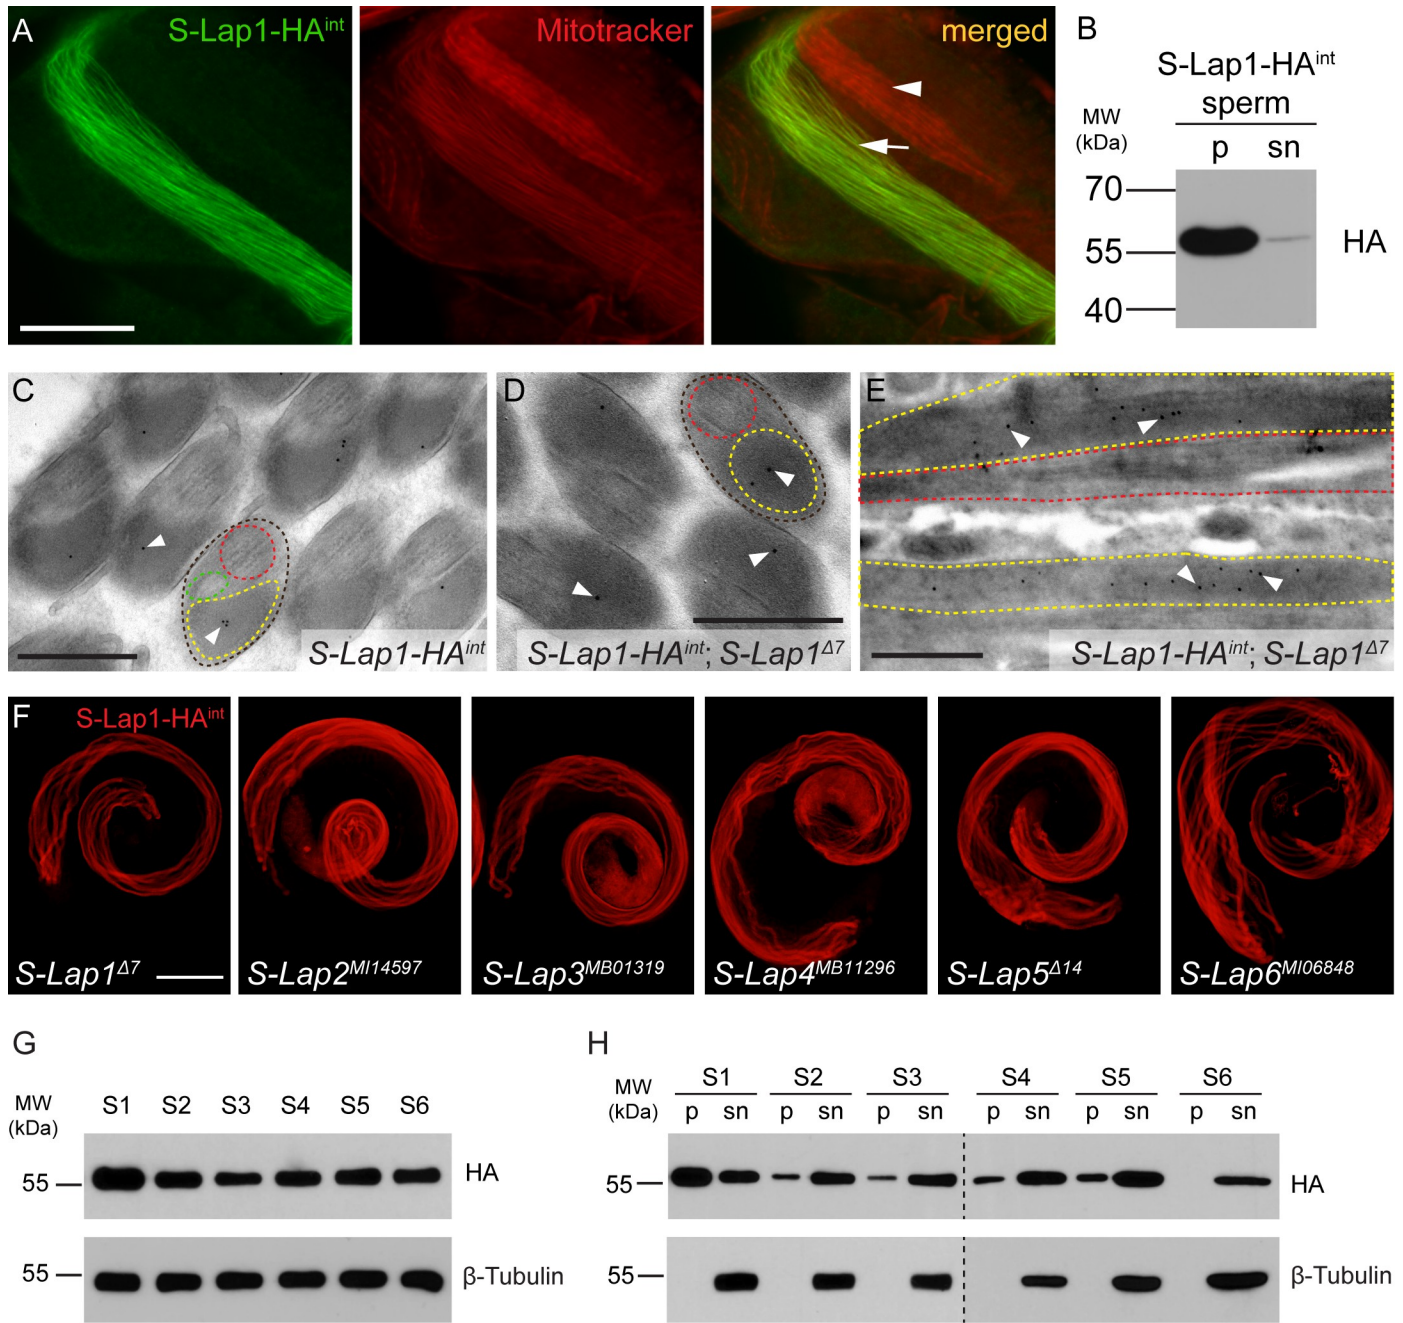 A S-Lap1-HAint Mitotracker merged
B
S-Lap1-HAint
sperm
MW
(kDa)
p sn
70
55
40
HA
C
S-Lap1-HAint
D
S-Lap1-HAint; S-Lap1Δ7
E
S-Lap1-HAint; S-Lap1Δ7
F
S-Lap1-HAint
S-Lap1Δ7
S-Lap2MI14597
S-Lap3MB01319
S-Lap4MB11296
S-Lap5Δ14
S-Lap6MI06848
G
MW
(kDa)
S1 S2 S3 S4 S5 S6
55
HA
55
β-Tubulin
H
MW
(kDa)
S1 S2 S3 S4 S5 S6
p sn p sn p sn p sn p sn p sn
55
HA
55
β-Tubulin